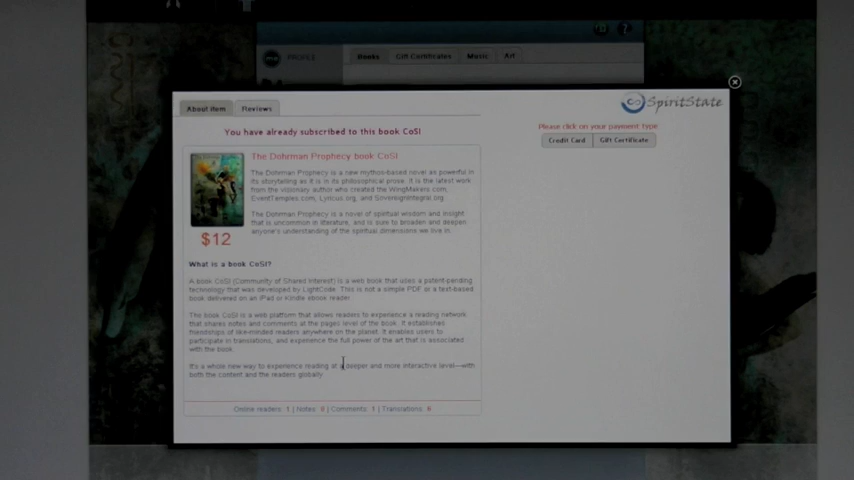 PROFILE
Books
Gift Certificates
Music
Art
About item
Reviews
SpiritState
You have already subscribed to this book CoSI
Please click on your payment type
Credit Card
Gift Certificate
The Dohrman Prophecy book CoSI
The Dohrman Prophecy is a new mythos-based novel as powerful in
its storytelling as it is in its philosophical prose. It is the latest work
from the visionary author who created the WingMakers.com,
EventTemples.com, Lyricus.org, and SovereignIntegral.org.
The Dohrman Prophecy is a novel of spiritual wisdom and insight
that is uncommon in literature, and is sure to broaden and deepen
anyone's understanding of the spiritual dimensions we live in.
$12
What is a book CoSI?
A book CoSI (Community of Shared Interest) is a web book that uses a patent-pending
technology that was developed by LightCode. This is not a simple PDF or a text-based
book delivered on an iPad or Kindle ebook reader.
The book CoSI is a web platform that allows readers to experience a reading network
that shares notes and comments at the pages level of the book. It establishes
friendships of like-minded readers anywhere on the planet. It enables users to
participate in translations, and experience the full power of the art that is associated
with the book.
It's a whole new way to experience reading at a deeper and more interactive level—with
both the content and the readers globally
Online readers: 1 | Notes: 0 | Comments: 1 | Translations: 6